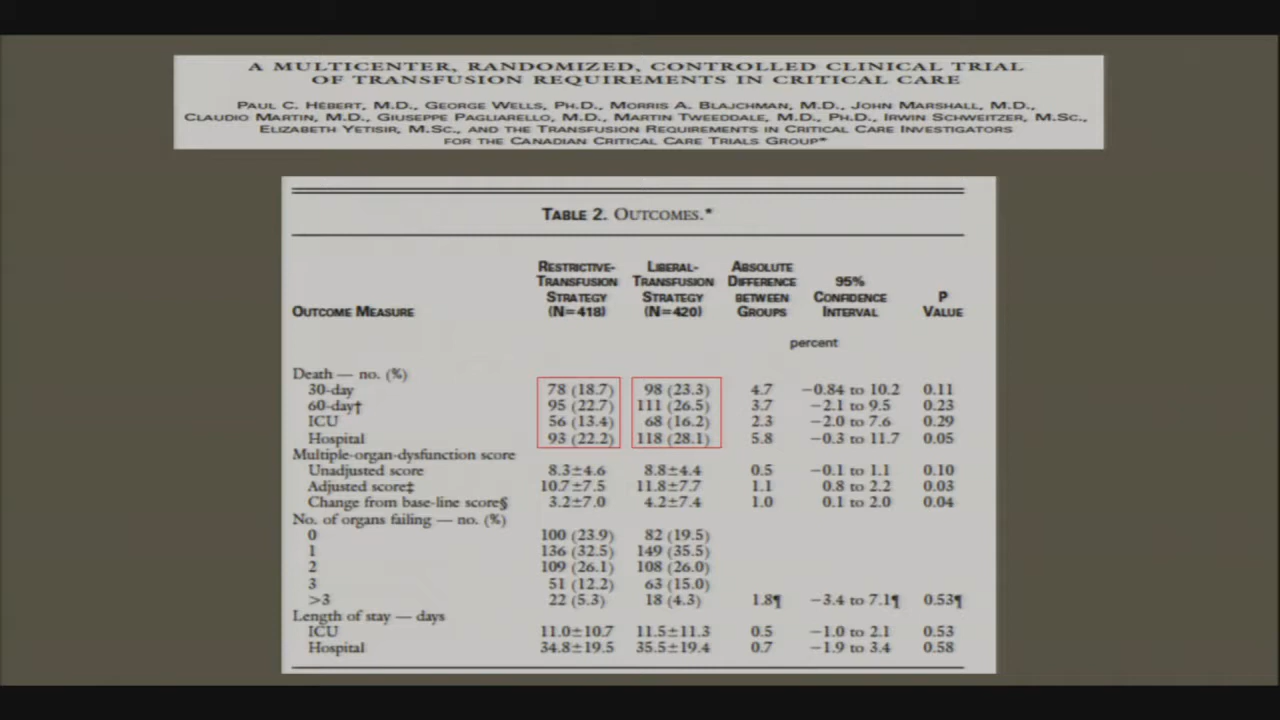 A MULTICENTER, RANDOMIZED, CONTROLLED CLINICAL TRIAL
OF TRANSFUSION REQUIREMENTS IN CRITICAL CARE
PAUL C. HÉBERT, M.D., GEORGE WELLS, PH.D., MORRIS A. BLAJCHMAN, M.D., JOHN MARSHALL, M.D.,
CLAUDIO MARTIN, M.D., GIUSEPPE PAGLIARELLO, M.D., MARTIN TWEEDDALE, M.D., PH.D., IRWIN SCHWEITZER, M.SC.,
ELIZABETH YETISIR, M.SC., AND THE TRANSFUSION REQUIREMENTS IN CRITICAL CARE INVESTIGATORS
FOR THE CANADIAN CRITICAL CARE TRIALS GROUP*
TABLE 2. OUTCOMES.*
OUTCOME MEASURE RESTRICTIVE-TRANSFUSION STRATEGY (N=418) LIBERAL-TRANSFUSION STRATEGY (N=420) ABSOLUTE DIFFERENCE BETWEEN GROUPS 95% CONFIDENCE INTERVAL P VALUE
percent
Death — no. (%)
30-day 78 (18.7) 98 (23.3) 4.7 −0.84 to 10.2 0.11
60-day† 95 (22.7) 111 (26.5) 3.7 −2.1 to 9.5 0.23
ICU 56 (13.4) 68 (16.2) 2.3 −2.0 to 7.6 0.29
Hospital 93 (22.2) 118 (28.1) 5.8 −0.3 to 11.7 0.05
Multiple-organ-dysfunction score
Unadjusted score 8.3±4.6 8.8±4.4 0.5 −0.1 to 1.1 0.10
Adjusted score‡ 10.7±7.5 11.8±7.7 1.1 0.8 to 2.2 0.03
Change from base-line score§ 3.2±7.0 4.2±7.4 1.0 0.1 to 2.0 0.04
No. of organs failing — no. (%)
0 100 (23.9) 82 (19.5)
1 136 (32.5) 149 (35.5)
2 109 (26.1) 108 (26.0)
3 51 (12.2) 63 (15.0)
>3 22 (5.3) 18 (4.3) 1.8¶ −3.4 to 7.1¶ 0.53¶
Length of stay — days
ICU 11.0±10.7 11.5±11.3 0.5 −1.0 to 2.1 0.53
Hospital 34.8±19.5 35.5±19.4 0.7 −1.9 to 3.4 0.58